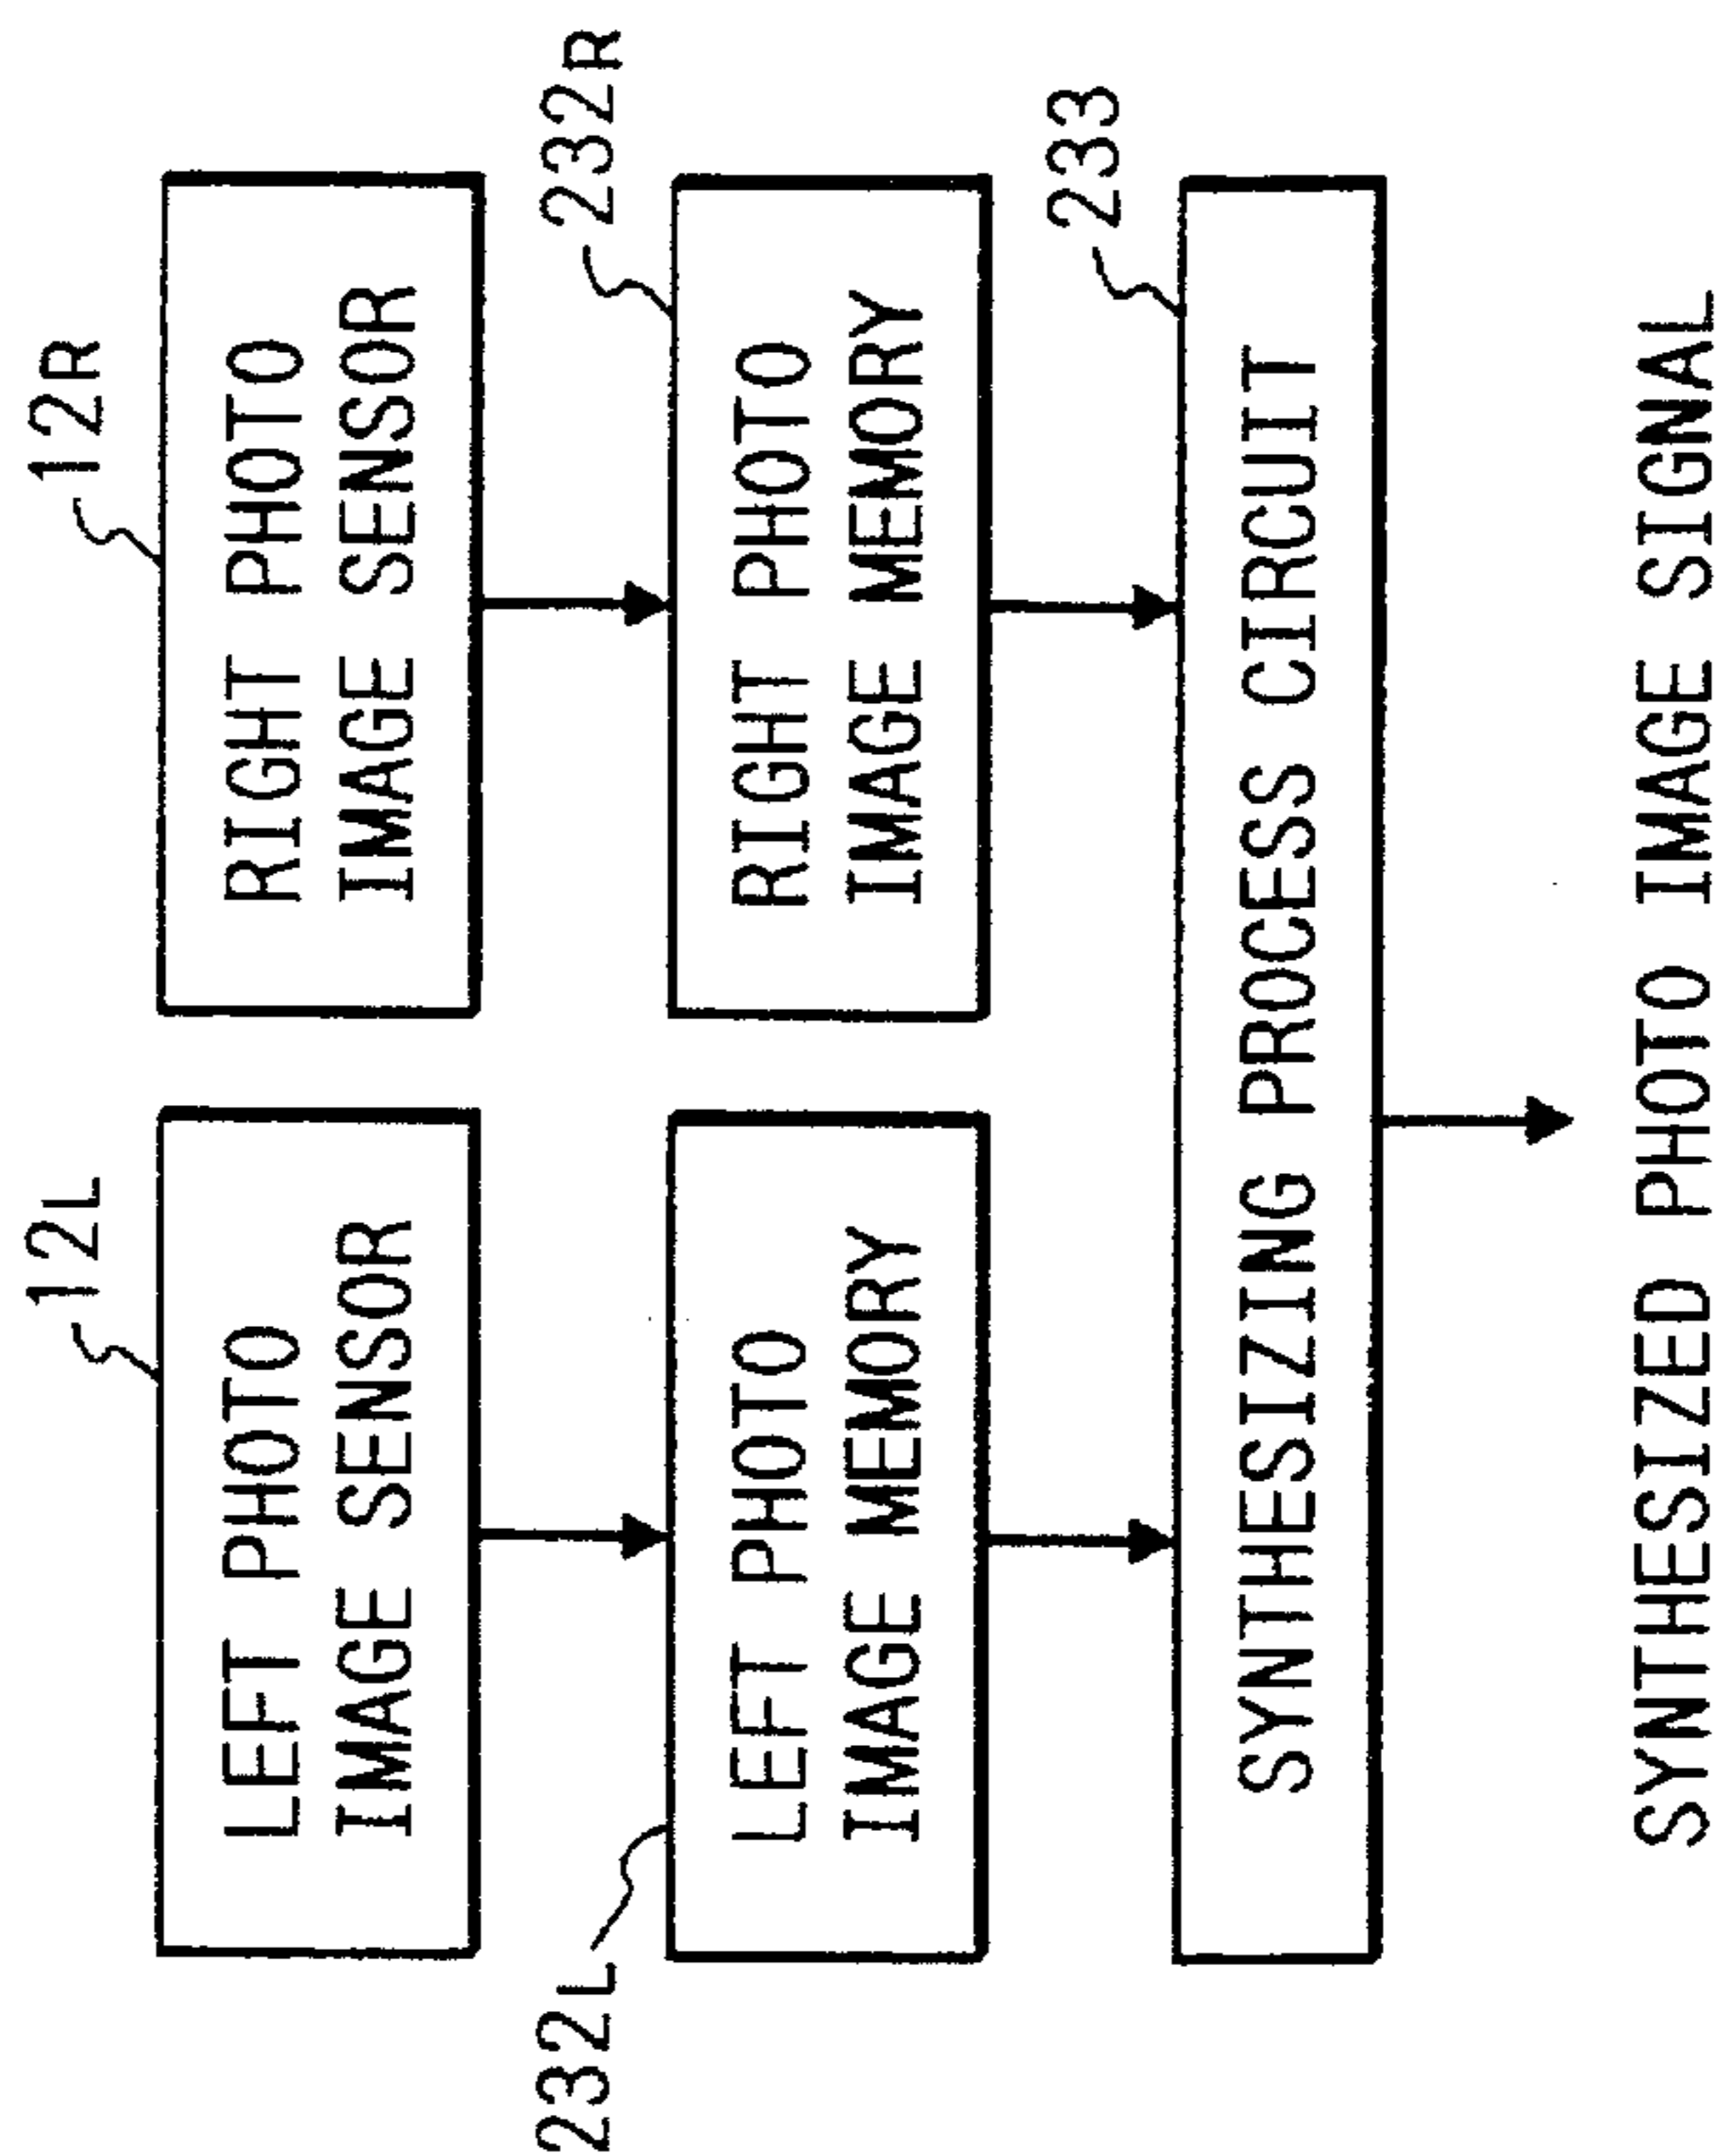 12L
12R
LEFT PHOTO
IMAGE SENSOR
RIGHT PHOTO
IMAGE SENSOR
232L
232R
LEFT PHOTO
IMAGE MEMORY
RIGHT PHOTO
IMAGE MEMORY
233
SYNTHESIZING PROCESS CIRCUIT
SYNTHESIZED PHOTO IMAGE SIGNAL